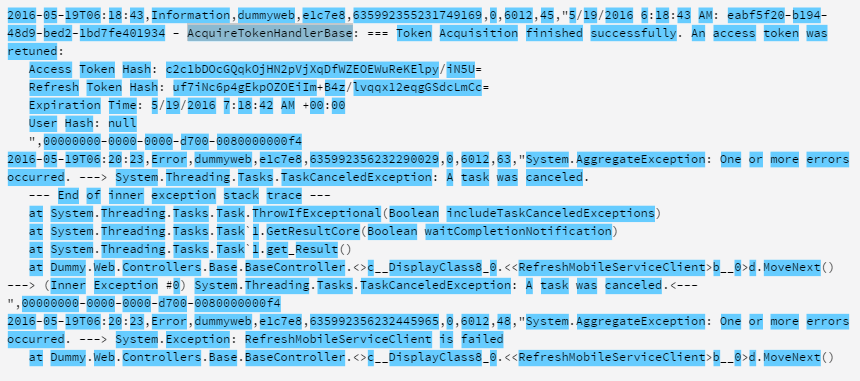 2016-05-19T06:18:43,Information,dummyweb,e1c7e8,635992355231749169,0,6012,45,"5/19/2016 6:18:43 AM: eabf5f20-b194-
48d9-bed2-1bd7fe401934 - AcquireTokenHandlerBase: === Token Acquisition finished successfully. An access token was
retuned:
Access Token Hash: c2c1bDOcGQqkOjHN2pVjXqDfWZEOEWuReKElpy/iN5U=
Refresh Token Hash: uf7iNc6p4gEkpOZOEiIm+B4z/lvqqx12eqgGSdcLmCc=
Expiration Time: 5/19/2016 7:18:42 AM +00:00
User Hash: null
",00000000-0000-0000-d700-0080000000f4
2016-05-19T06:20:23,Error,dummyweb,e1c7e8,635992356232290029,0,6012,63,"System.AggregateException: One or more errors
occurred. ---> System.Threading.Tasks.TaskCanceledException: A task was canceled.
--- End of inner exception stack trace ---
at System.Threading.Tasks.Task.ThrowIfExceptional(Boolean includeTaskCanceledExceptions)
at System.Threading.Tasks.Task`1.GetResultCore(Boolean waitCompletionNotification)
at System.Threading.Tasks.Task`1.get_Result()
at Dummy.Web.Controllers.Base.BaseController.<>c__DisplayClass8_0.<<RefreshMobileServiceClient>b__0>d.MoveNext()
---> (Inner Exception #0) System.Threading.Tasks.TaskCanceledException: A task was canceled.<---
",00000000-0000-0000-d700-0080000000f4
2016-05-19T06:20:23,Error,dummyweb,e1c7e8,635992356232445965,0,6012,48,"System.AggregateException: One or more errors
occurred. ---> System.Exception: RefreshMobileServiceClient is failed
at Dummy.Web.Controllers.Base.BaseController.<>c__DisplayClass8_0.<<RefreshMobileServiceClient>b__0>d.MoveNext()